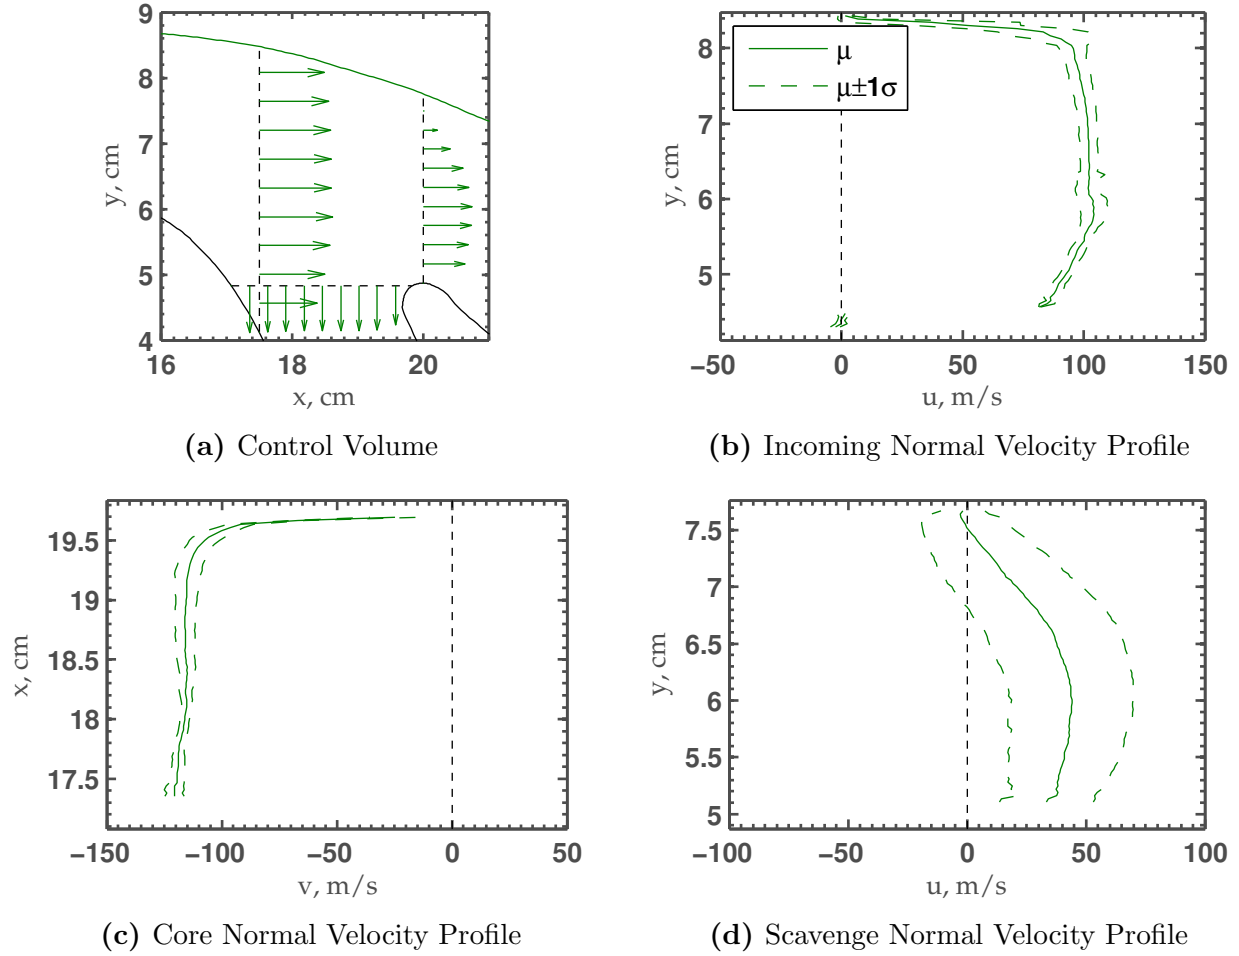 9
8
7
6
5
4
y, cm
16
18
20
x, cm
(a) Control Volume
8
7
6
5
y, cm
μ
μ±1σ
−50
0
50
100
150
u, m/s
(b) Incoming Normal Velocity Profile
19.5
19
18.5
18
17.5
x, cm
−150
−100
−50
0
50
v, m/s
(c) Core Normal Velocity Profile
7.5
7
6.5
6
5.5
5
y, cm
−100
−50
0
50
100
u, m/s
(d) Scavenge Normal Velocity Profile